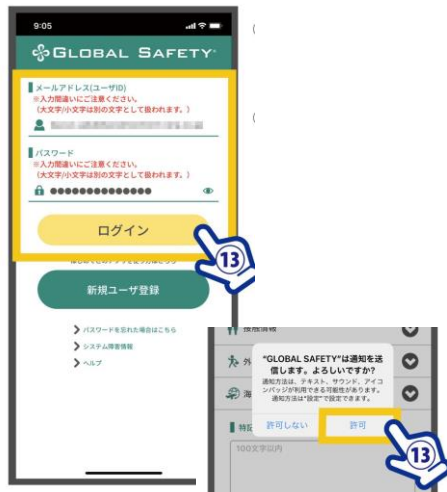 9:05
GLOBAL SAFETY
メールアドレス(ユーザID)
※入力間違いにご注意ください。
(大文字/小文字は別の文字として扱われます。)
パスワード
※入力間違いにご注意ください。
(大文字/小文字は別の文字として扱われます。)
ログイン
13
新規ユーザ登録
パスワードを忘れた場合はこちら
システム障害情報
ヘルプ
接触情報
外
海
"GLOBAL SAFETY"は通知を送
信します。よろしいですか?
通知方法は、テキスト、サウンド、アイコ
ンバッジが利用できる可能性があります。
通知方法は"設定"で設定できます。
許可しない
許可
特記
100文字以内
13